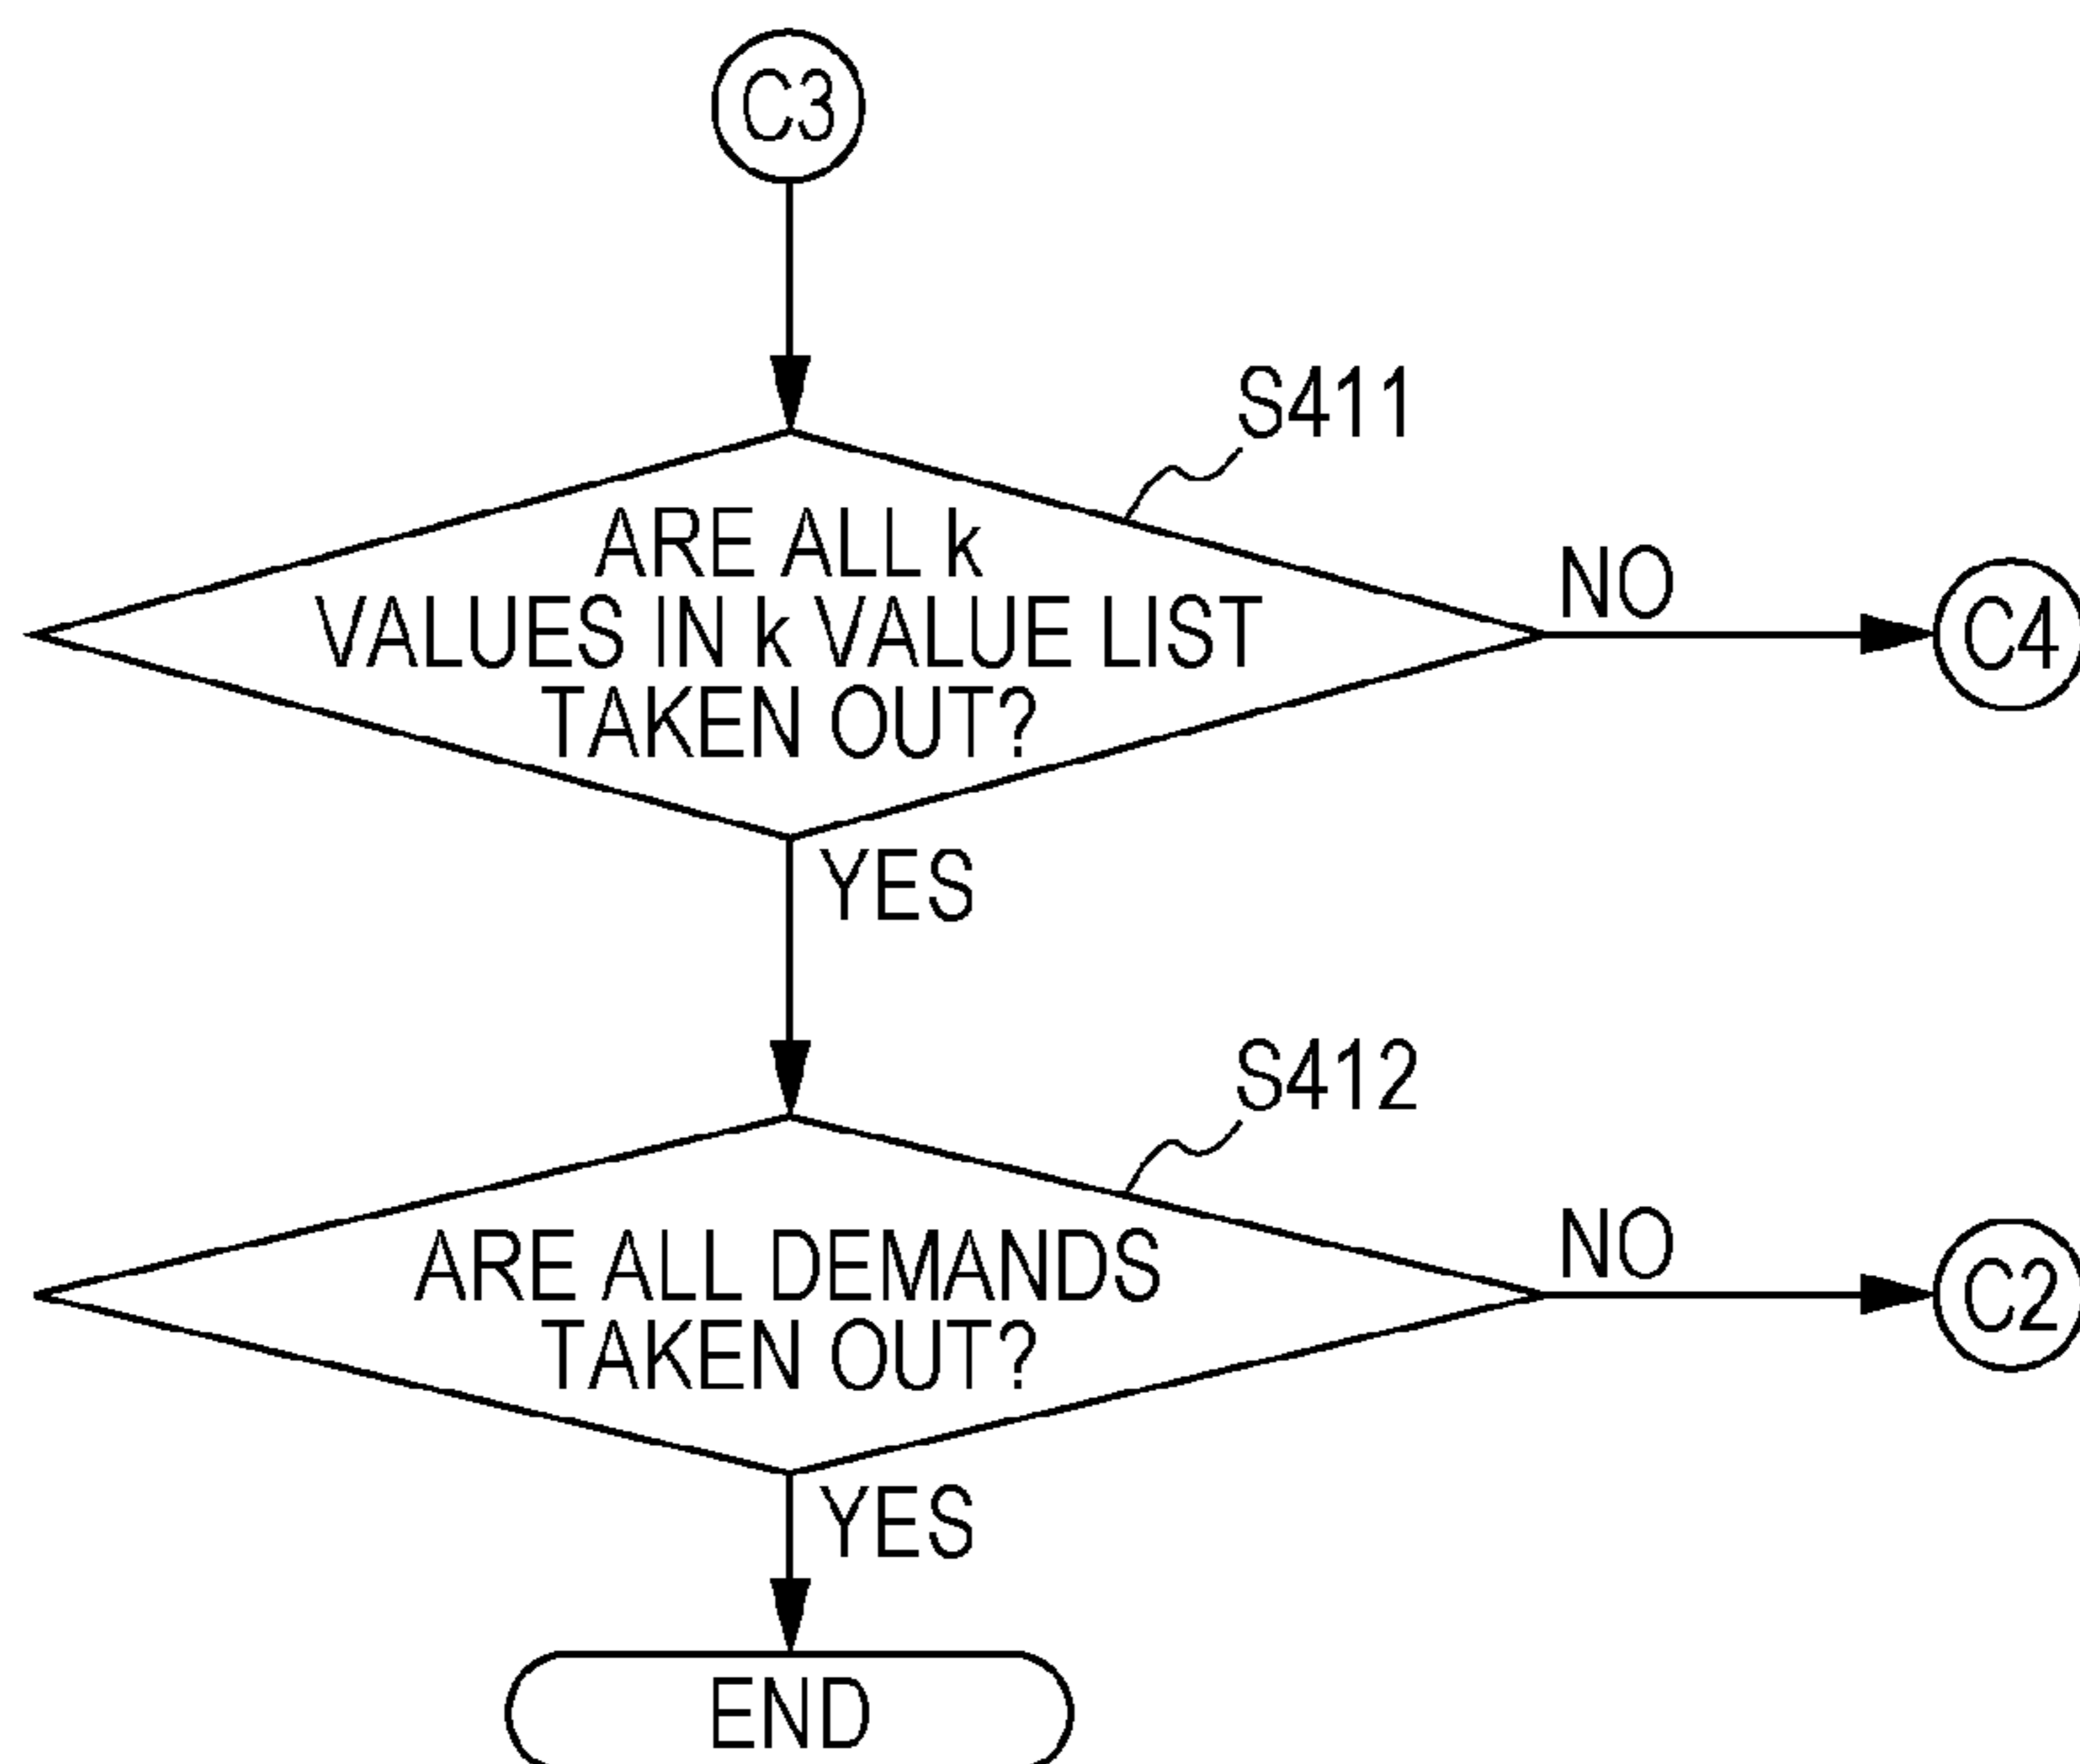 C3
S411
ARE ALL k
VALUES IN k VALUE LIST
TAKEN OUT?
NO
C4
YES
S412
ARE ALL DEMANDS
TAKEN OUT?
NO
C2
YES
END